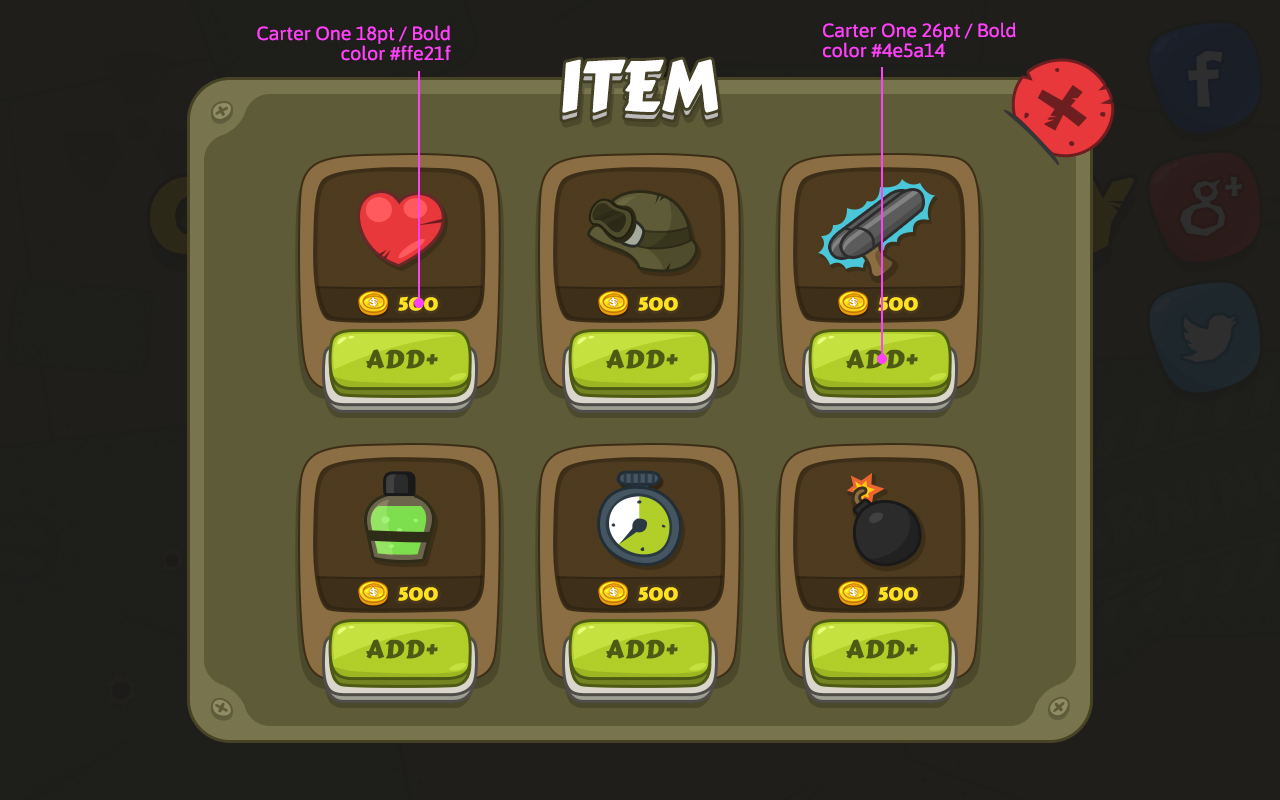 Carter One 18pt / Bold
color #ffe21f
Carter One 26pt / Bold
color #4e5a14
ITEM
500
500
500
ADD+
ADD+
ADD+
500
500
500
ADD+
ADD+
ADD+